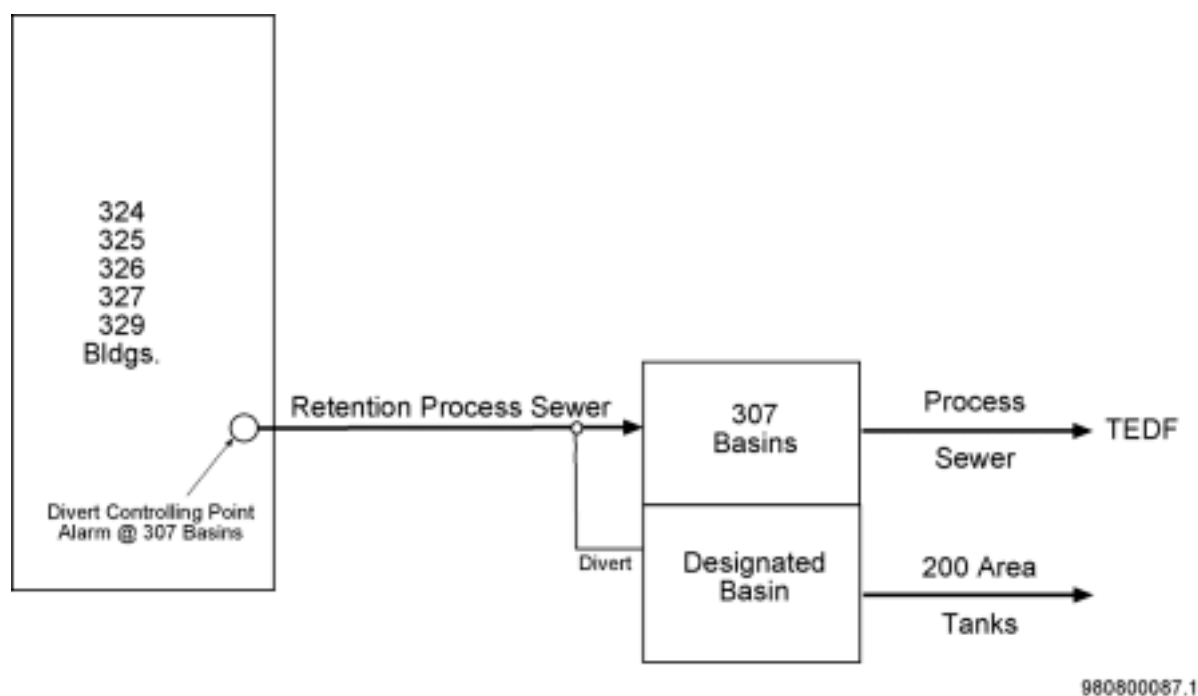 324
325
326
327
329
Bldgs.
Divert Controlling Point
Alarm @ 307 Basins
Retention Process Sewer
Divert
307
Basins
Designated
Basin
Process
Sewer
TEDF
200 Area
Tanks
980800087.1